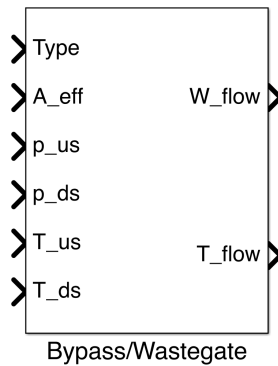 Type
A_eff
W_flow
p_us
p_ds
T_us
T_flow
T_ds
Bypass/Wastegate